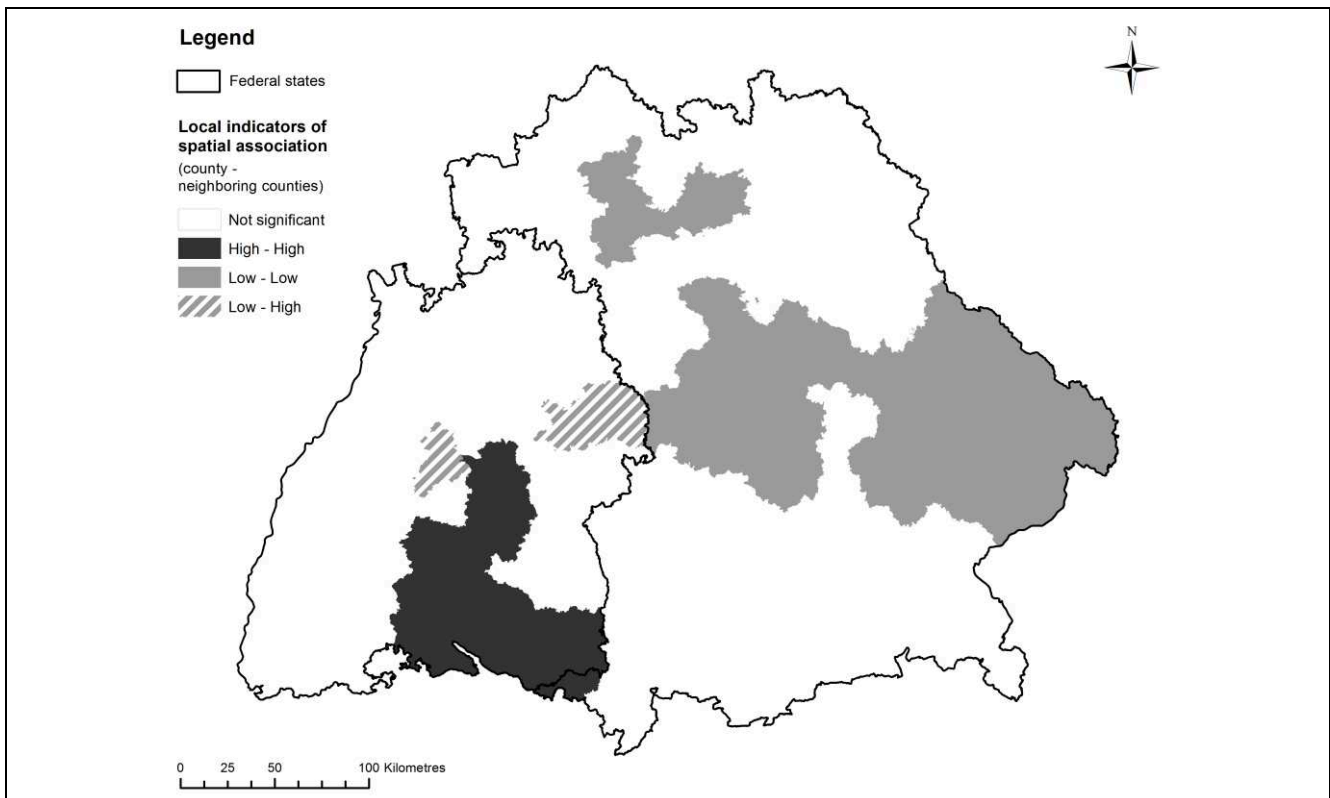 Legend
N
Federal states
Local indicators of
spatial association
(county -
neighboring counties)
Not significant
High - High
Low - Low
Low - High
0 25 50 100 Kilometres